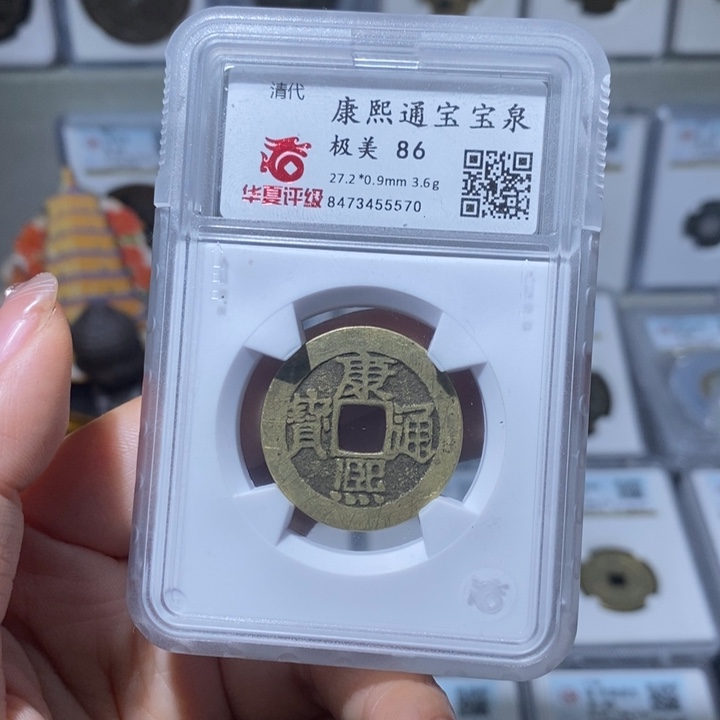 清代
康熙通宝宝泉
极美 86
27.2*0.9mm 3.6g
华夏评级
8473455570
康
寶 通
熙